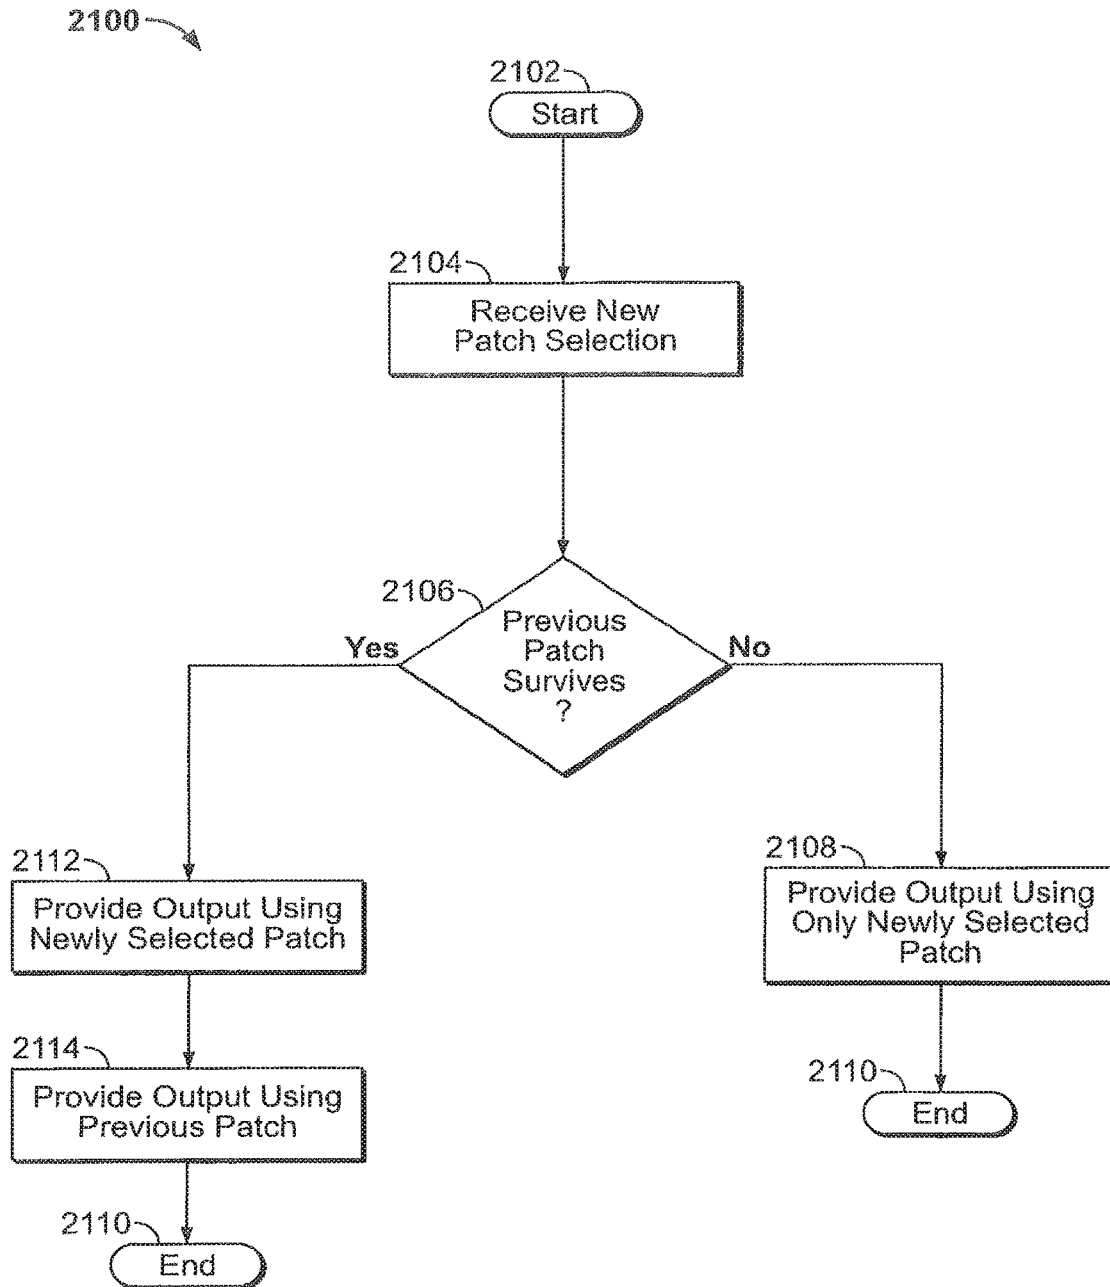 2100
2102
Start
2104
Receive New
Patch Selection
2106
Previous
Patch
Survives
?
Yes
No
2112
Provide Output Using
Newly Selected Patch
2108
Provide Output Using
Only Newly Selected
Patch
2114
Provide Output Using
Previous Patch
2110
End
2110
End